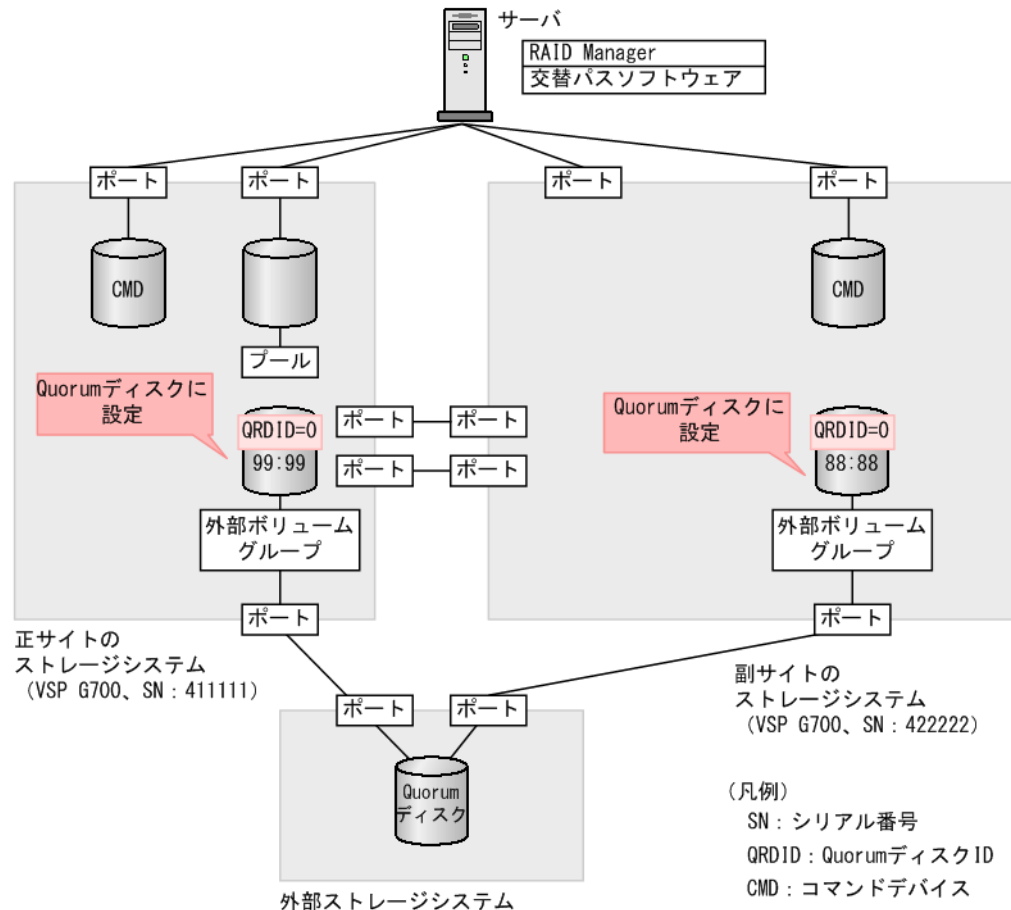 サーバ
RAID Manager
交替パスソフトウェア
ポート
ポート
ポート
ポート
CMD
CMD
プール
Quorumディスクに
設定
QRDID=0
99:99
ポート
ポート
ポート
ポート
Quorumディスクに
設定
QRDID=0
88:88
外部ボリューム
グループ
外部ボリューム
グループ
ポート
ポート
正サイトの
ストレージシステム
(VSP G700、SN:411111)
副サイトの
ストレージシステム
(VSP G700、SN:422222)
ポート
ポート
Quorum
ディスク
外部ストレージシステム
(凡例)
SN:シリアル番号
QRDID:QuorumディスクID
CMD:コマンドデバイス